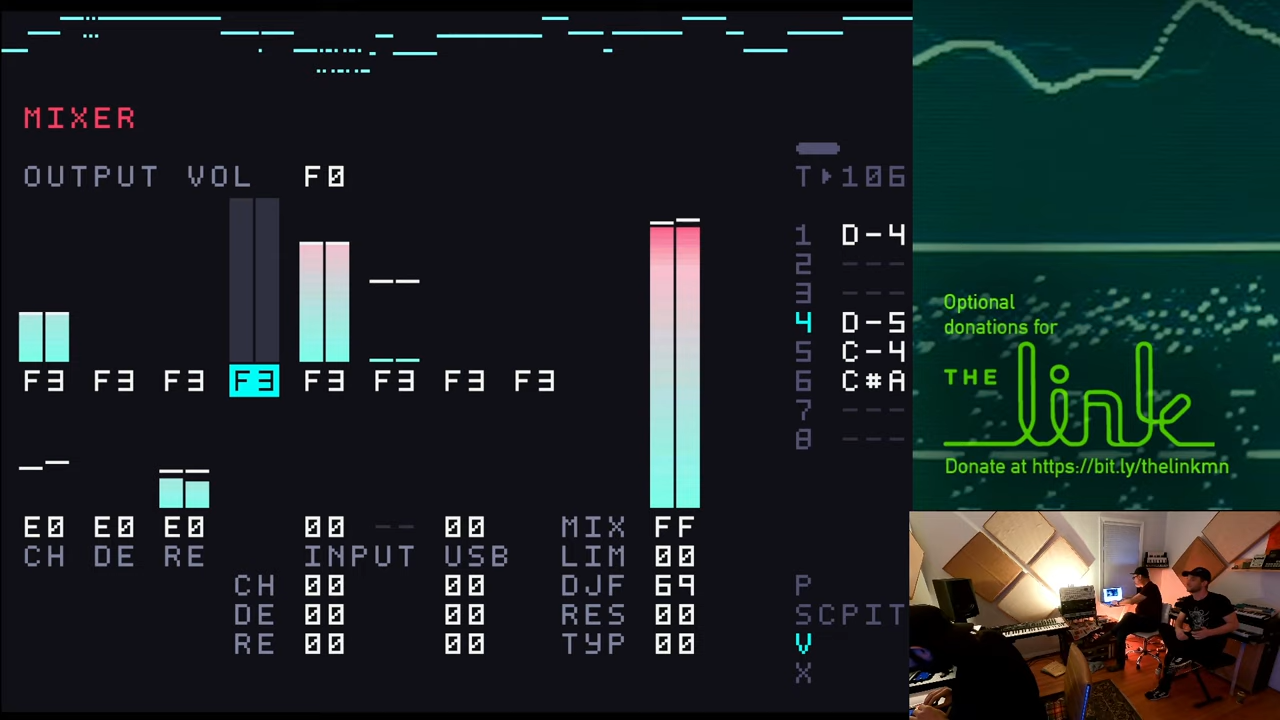 MIXER
OUTPUT VOL F0
T▸106
1 D-4
2 ---
3 ---
4 D-5
5 C-4
6 C#A
7 ---
8 ---
F3 F3 F3 F3 F3 F3 F3 F3
E0 E0 E0 00 -- 00 MIX FF
CH DE RE INPUT USB LIM 00
CH 00 00 DJF 69
DE 00 00 RES 00
RE 00 00 TYP 00
P
SCPIT
V
X
Optional
donations for
THE link
Donate at https://bit.ly/thelinkmn